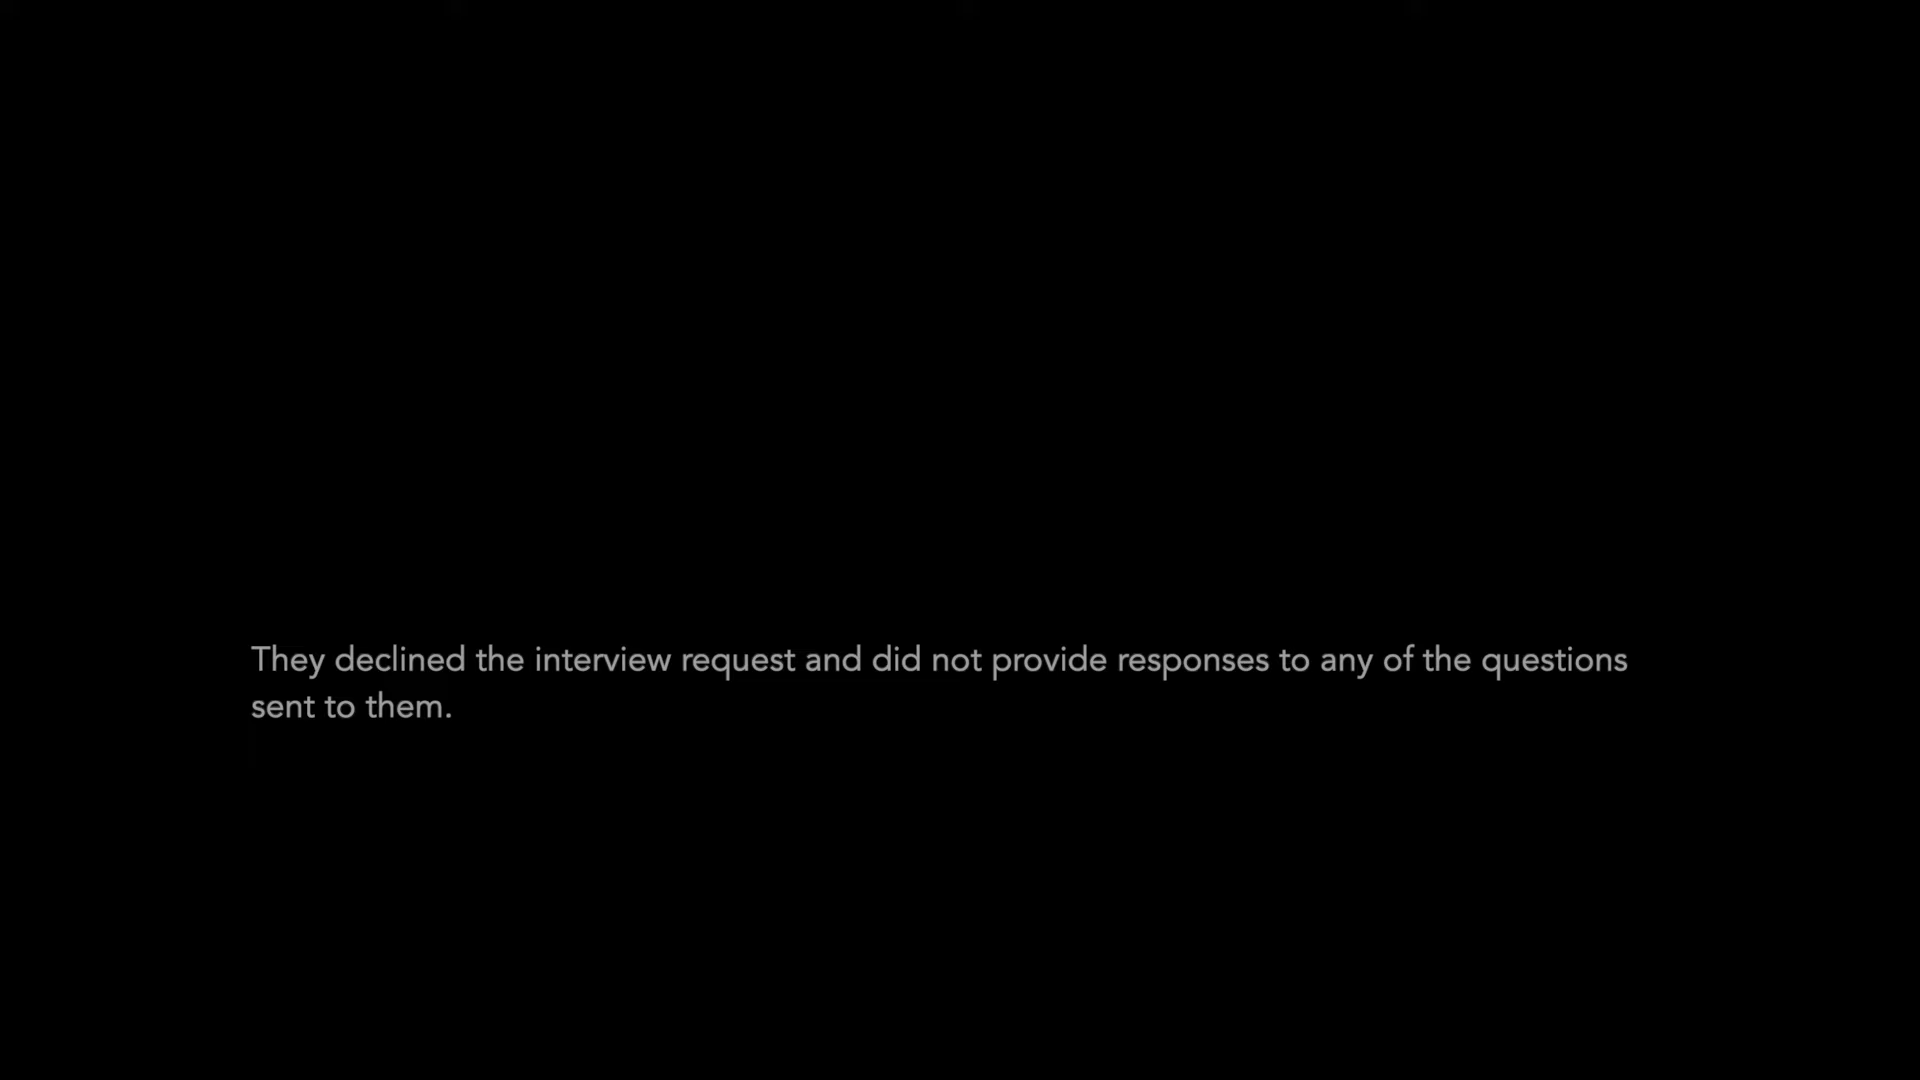 They declined the interview request and did not provide responses to any of the questions
sent to them.